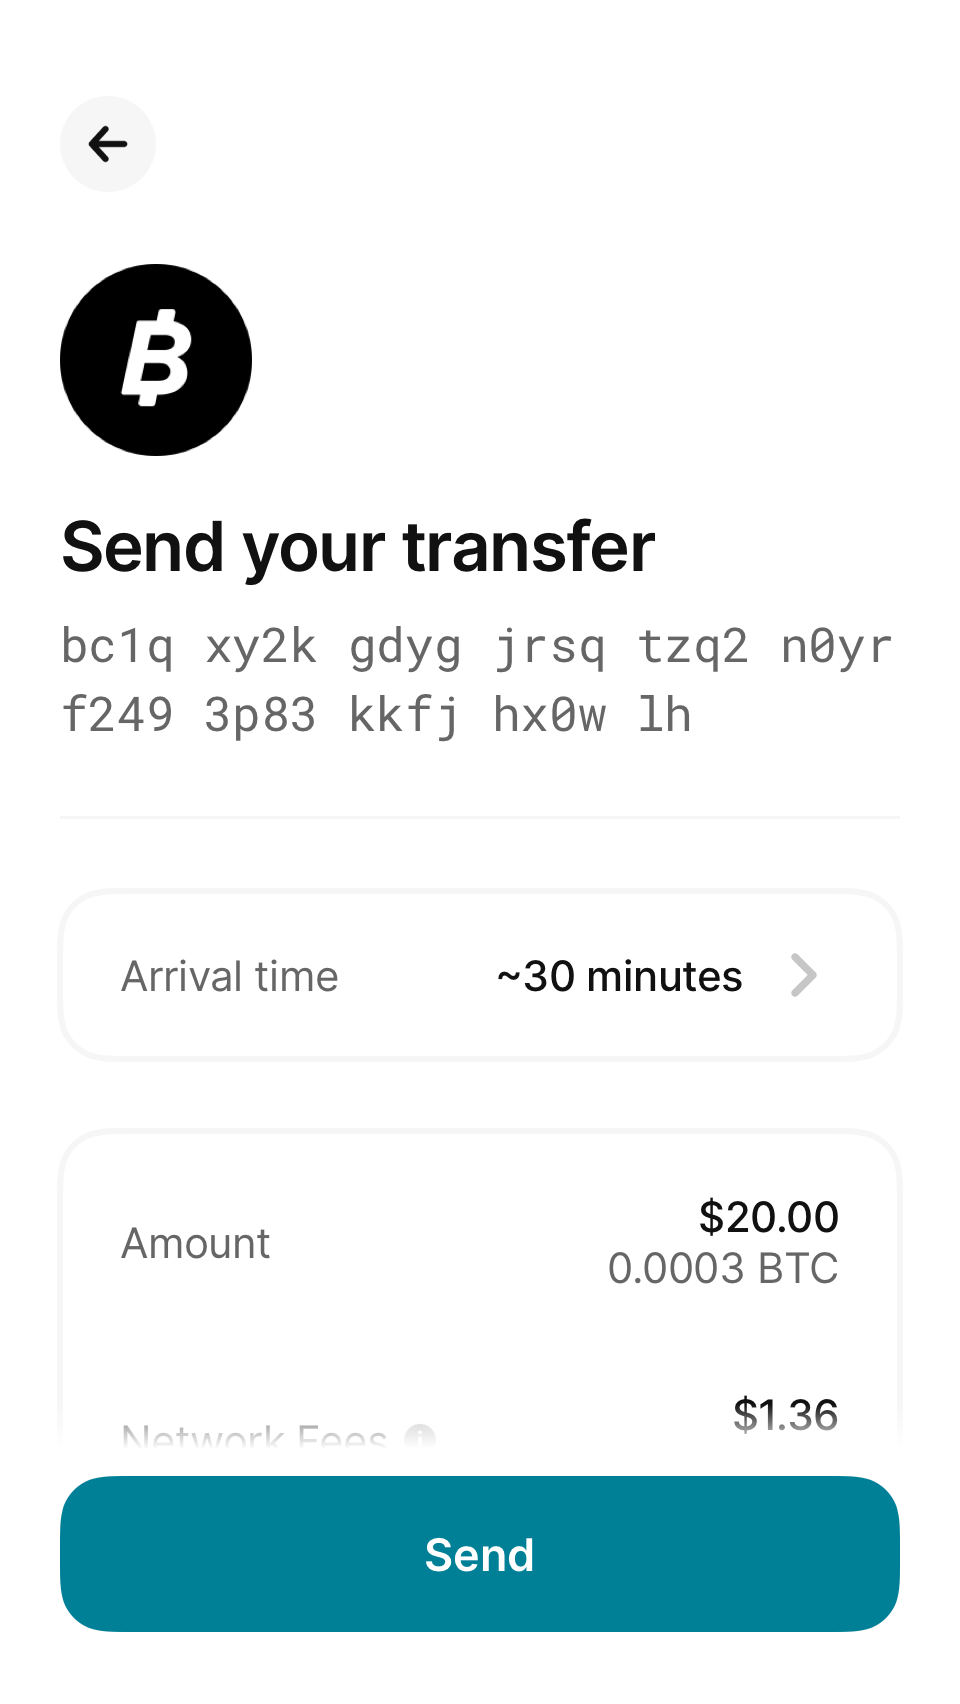 Send your transfer
bc1q xy2k gdyg jrsq tzq2 n0yr
f249 3p83 kkfj hx0w lh
Arrival time ~30 minutes
Amount $20.00
0.0003 BTC
Network Fees $1.36
Send